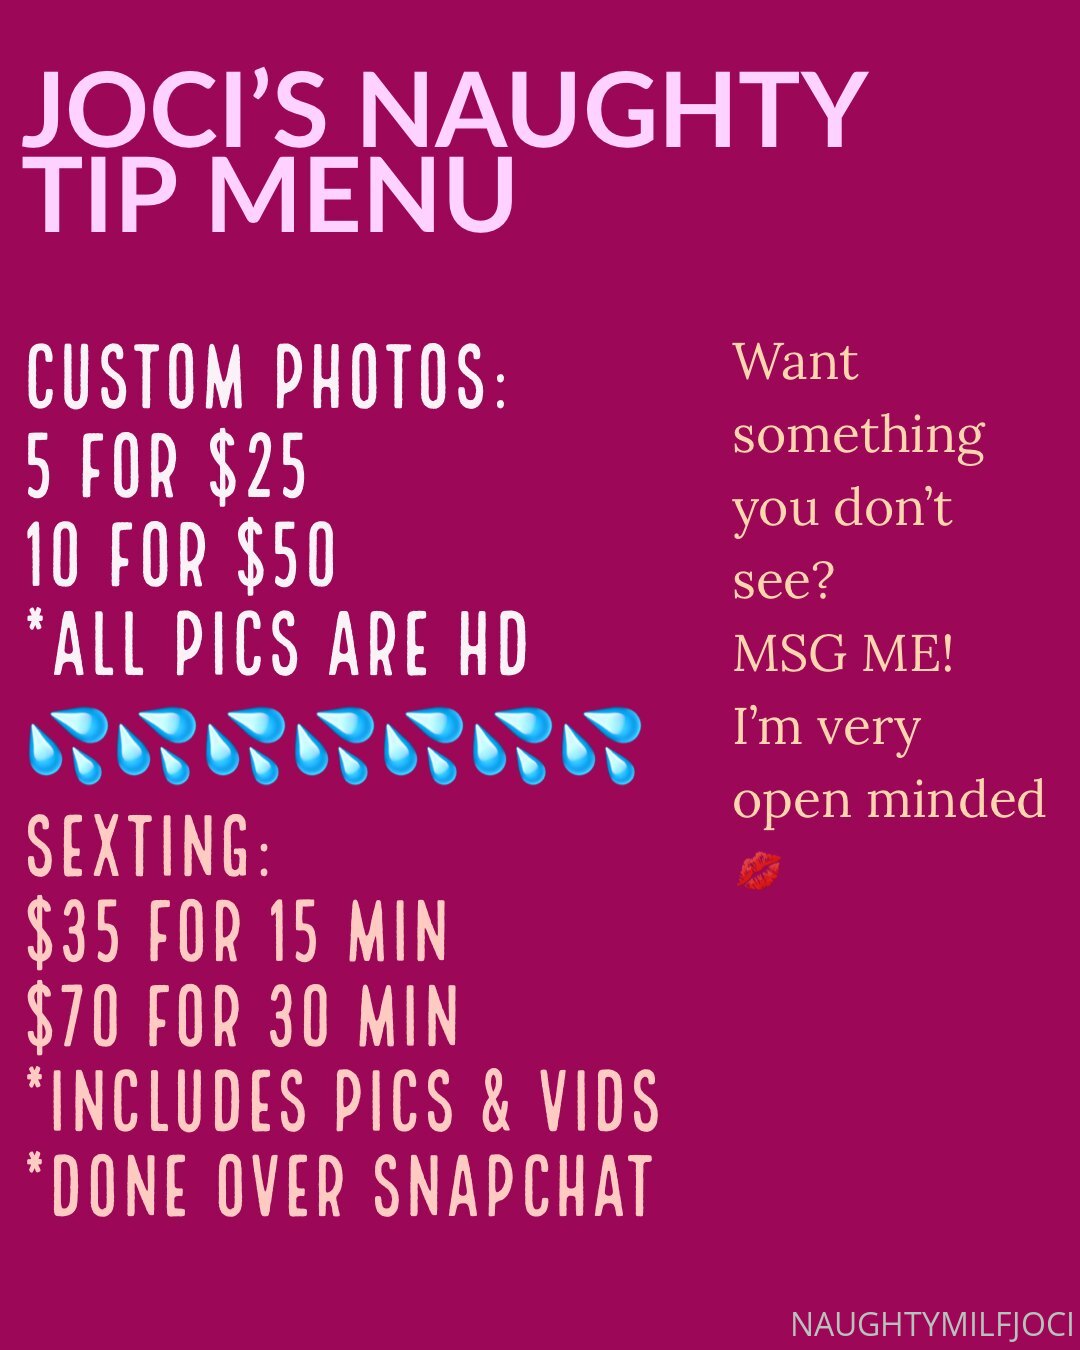 JOCI'S NAUGHTY
TIP MENU
CUSTOM PHOTOS:
5 FOR $25
10 FOR $50
*ALL PICS ARE HD
💦💦💦💦💦💦💦
SEXTING:
$35 FOR 15 MIN
$70 FOR 30 MIN
*INCLUDES PICS & VIDS
*DONE OVER SNAPCHAT
Want
something
you don't
see?
MSG ME!
I'm very
open minded
💋
NAUGHTYMILFJOCI